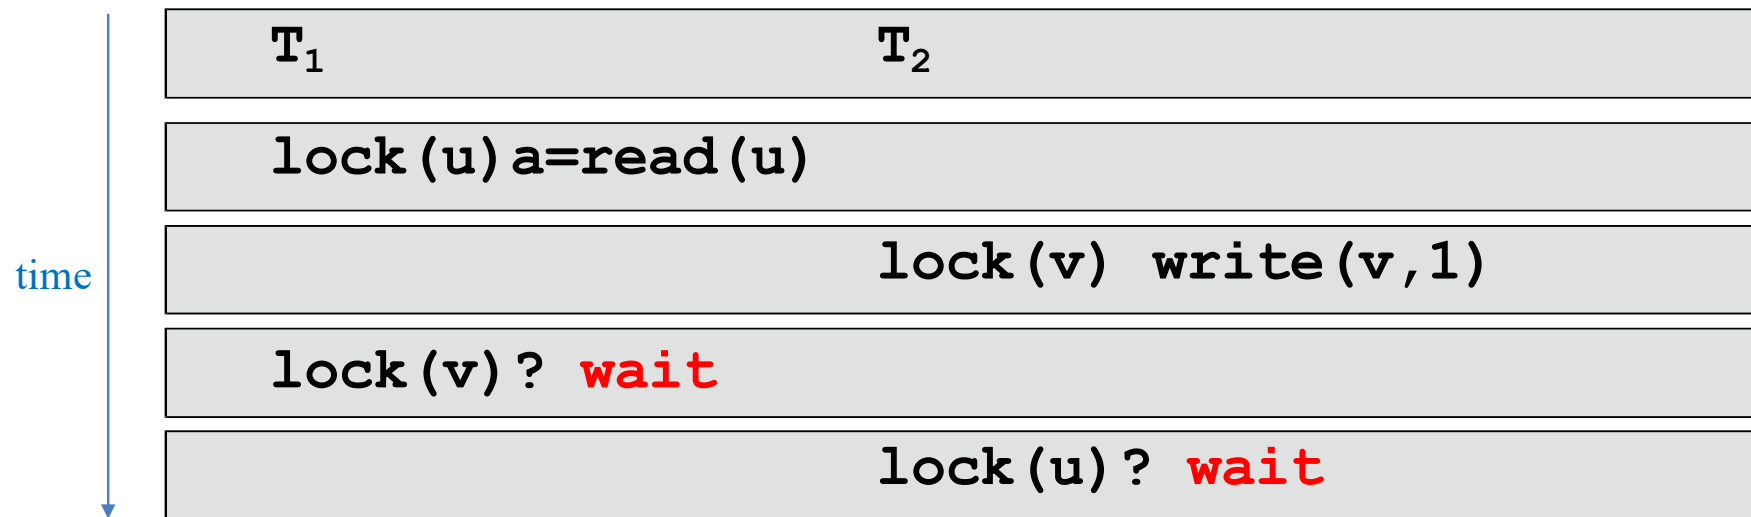 T₁ T₂
lock(u)a=read(u)
lock(v) write(v,1)
time
lock(v)? wait
lock(u)? wait